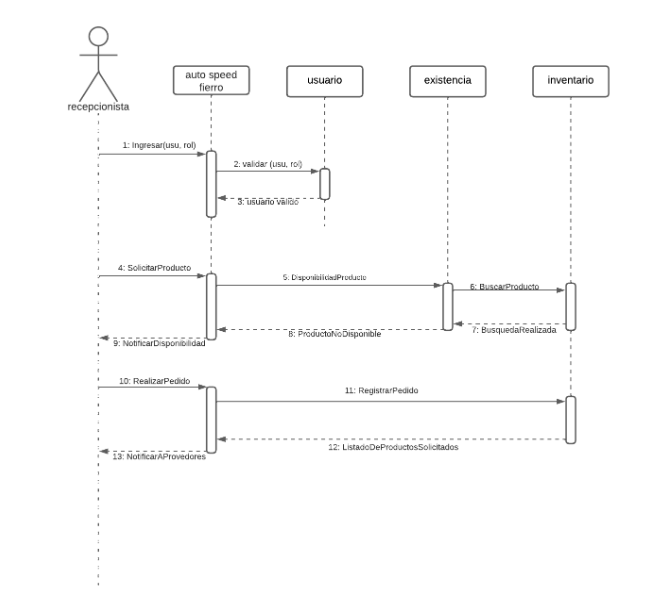 recepcionista
auto speed
fierro
usuario
existencia
inventario
1: Ingresar(usu, rol)
2: validar (usu, rol)
3: usuario valido
4: SolicitarProducto
5: DisponibilidadProducto
6: BuscarProducto
7: BusquedaRealizada
8: ProductoNoDisponible
9: NotificarDisponibilidad
10: RealizarPedido
11: RegistrarPedido
12: ListadoDeProductosSolicitados
13: NotificarAProvedores